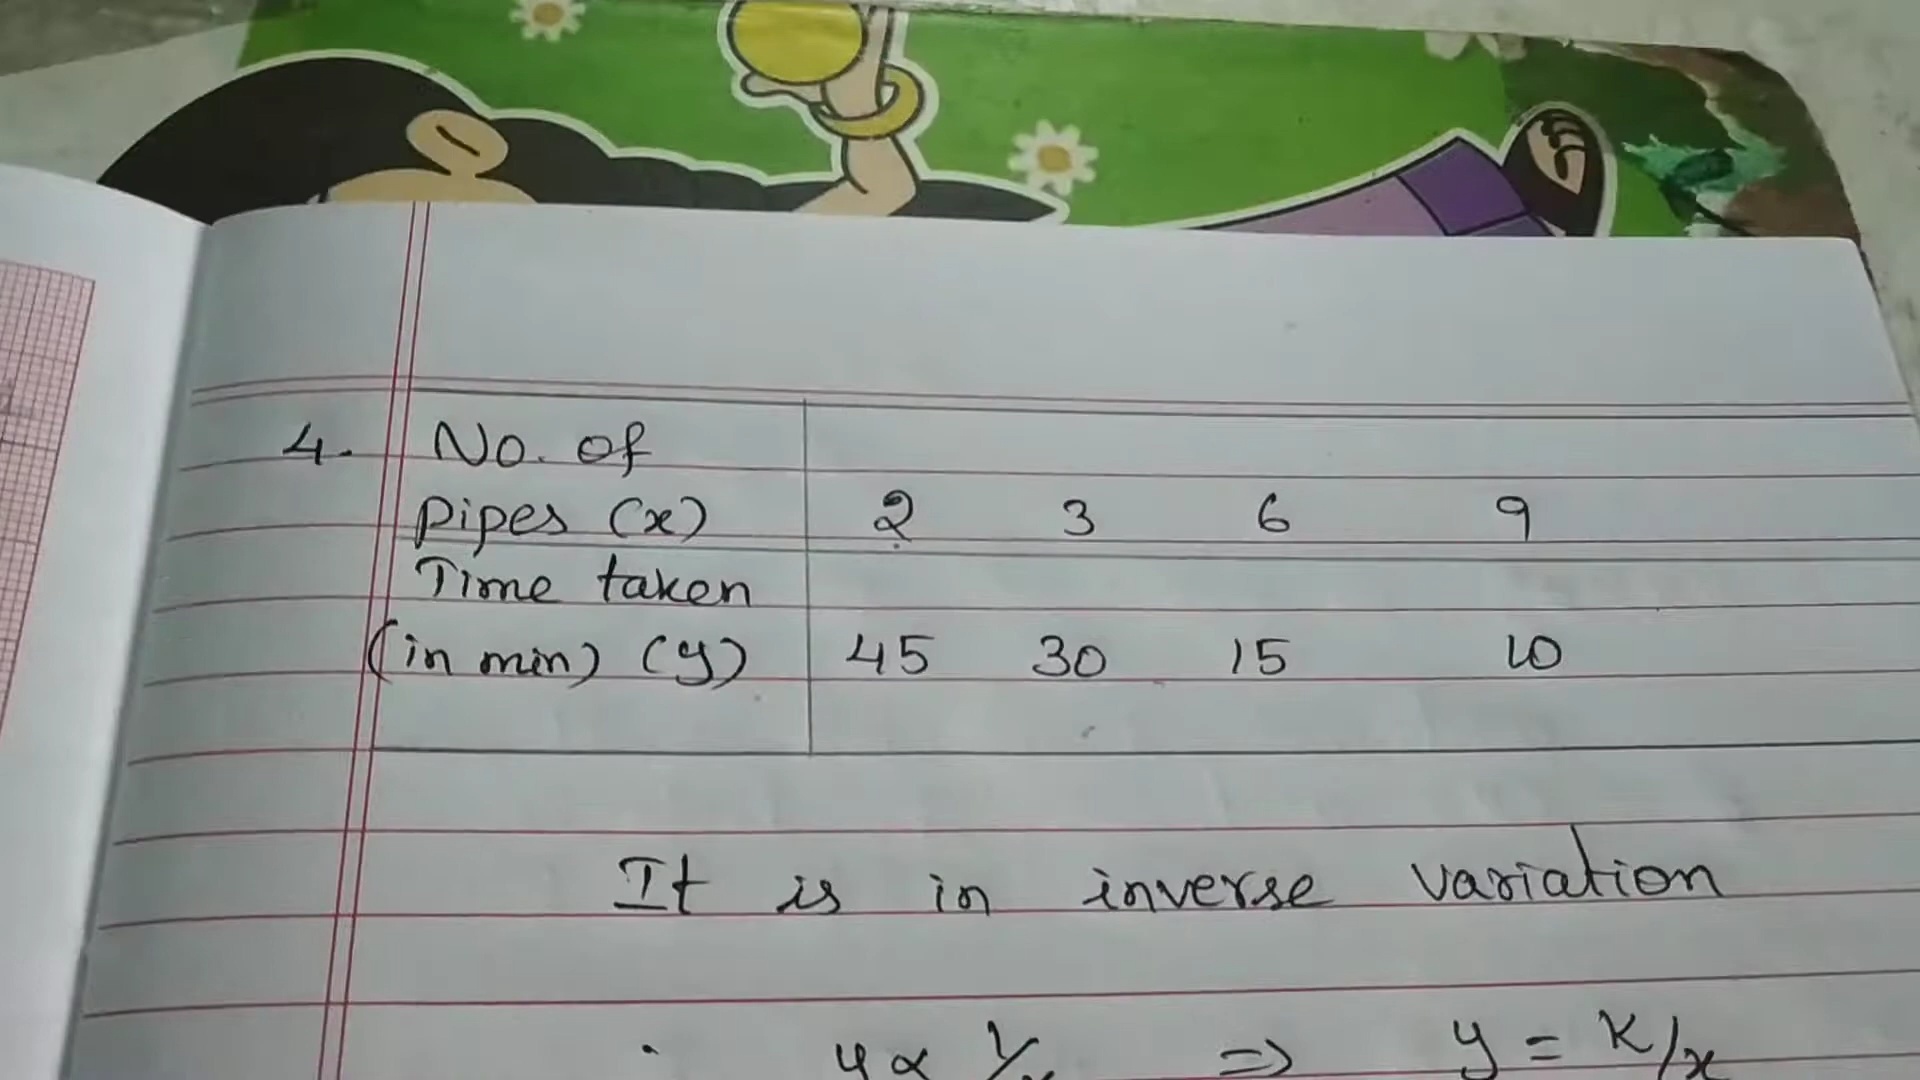 4. No. of
pipes (x) 2 3 6 9
Time taken
(in min) (y) 45 30 15 10
It is in inverse variation
y ∝ 1/x ⇒ y = K/x